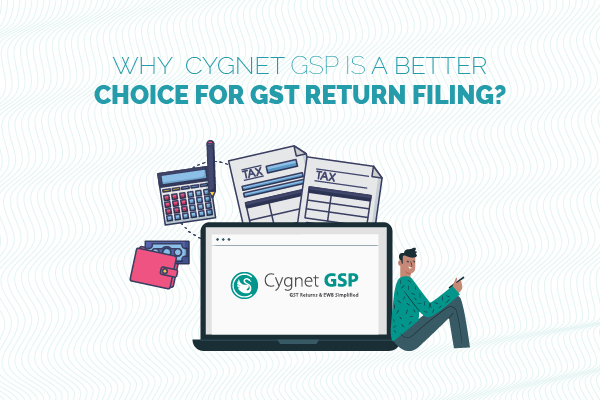 WHY CYGNET GSP IS A BETTER
CHOICE FOR GST RETURN FILING?
TAX
TAX
Cygnet GSP
GST Returns & EWB Simplified